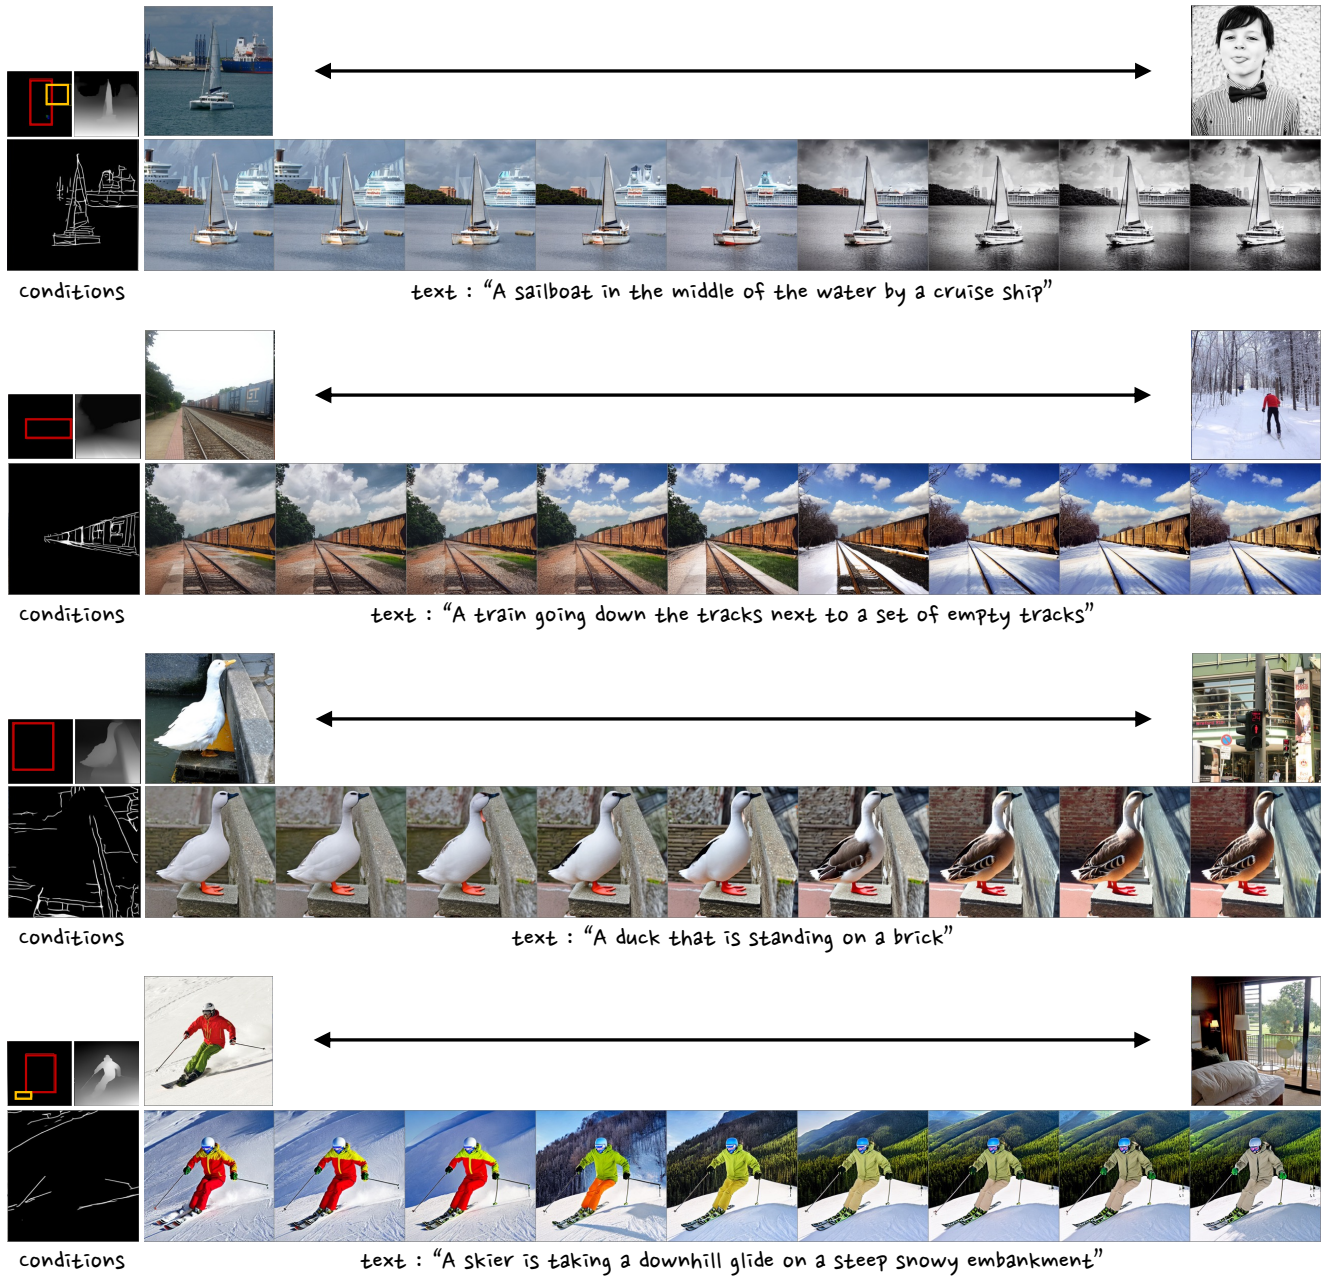 conditions
text : “A sailboat in the middle of the water by a cruise ship”
GT
conditions
text : “A train going down the tracks next to a set of empty tracks”
conditions
text : “A duck that is standing on a brick”
conditions
text : “A skier is taking a downhill glide on a steep snowy embankment”